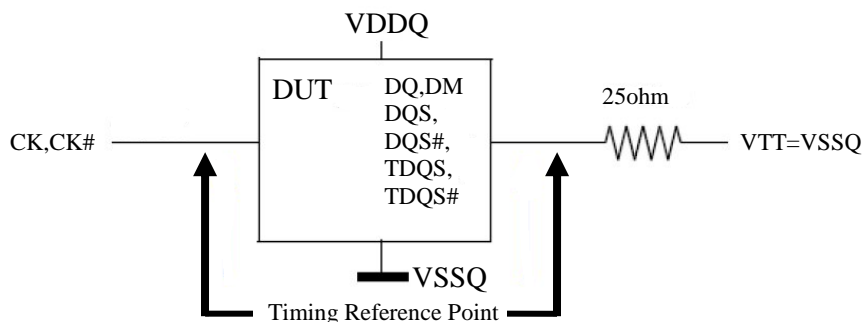 VDDQ
DUT
DQ,DM
DQS,
DQS#,
TDQS,
TDQS#
25ohm
CK,CK#
VTT=VSSQ
VSSQ
Timing Reference Point